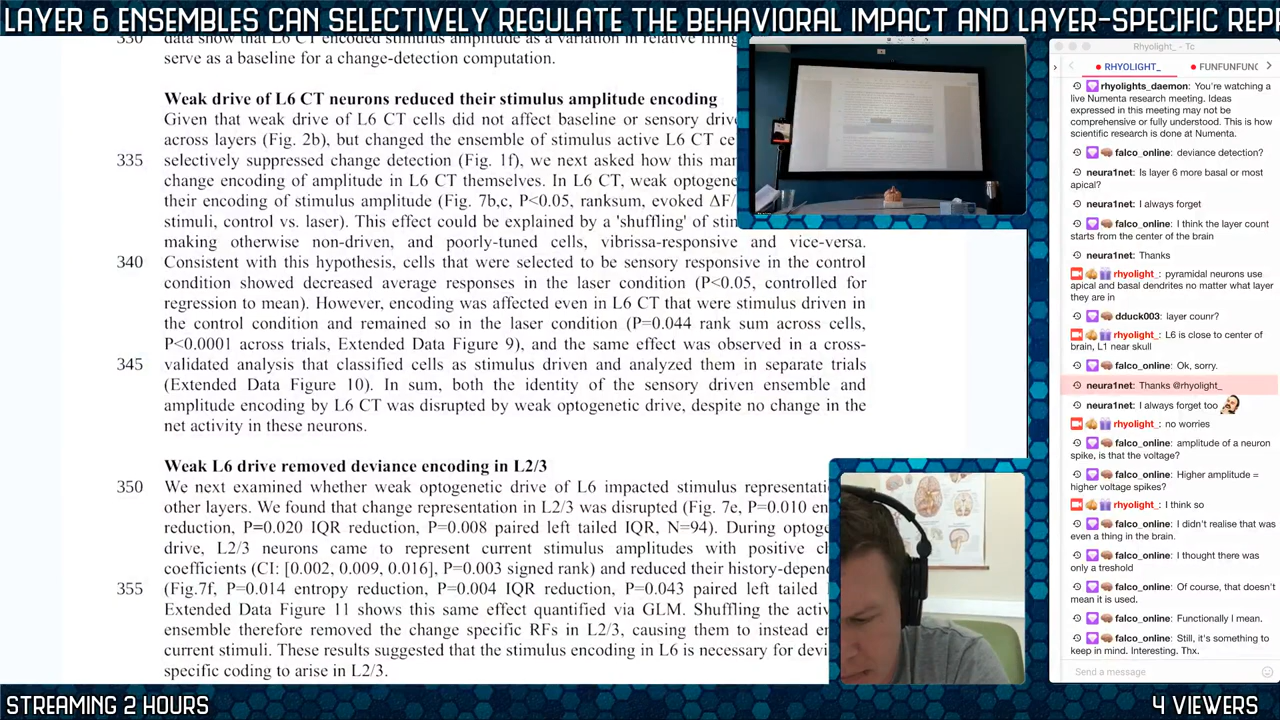 LAYER 6 ENSEMBLES CAN SELECTIVELY REGULATE THE BEHAVIORAL IMPACT AND LAYER-SPECIFIC REP
330 data show that L6 CT encoded stimulus amplitude as a variation in relative firing
serve as a baseline for a change-detection computation.
Weak drive of L6 CT neurons reduced their stimulus amplitude encoding
Given that weak drive of L6 CT cells did not affect baseline or sensory drive
across layers (Fig. 2b), but changed the ensemble of stimulus active L6 CT
335 selectively suppressed change detection (Fig. 1f), we next asked how this
change encoding of amplitude in L6 CT themselves. In L6 CT, weak
their encoding of stimulus amplitude (Fig. 7b,c, P<0.05, ranksum, evoked ΔF/
stimuli, control vs. laser). This effect could be explained by a 'shuffling' of
making otherwise non-driven, and poorly-tuned cells, vibrissa-responsive and vice-versa.
340 Consistent with this hypothesis, cells that were selected to be sensory responsive in the control
condition showed decreased average responses in the laser condition (P<0.05, controlled for
regression to mean). However, encoding was affected even in L6 CT that were stimulus driven in
the control condition and remained so in the laser condition (P=0.044 rank sum across cells,
P<0.0001 across trials, Extended Data Figure 9), and the same effect was observed in a cross-
345 validated analysis that classified cells as stimulus driven and analyzed them in separate trials
(Extended Data Figure 10). In sum, both the identity of the sensory driven ensemble and
amplitude encoding by L6 CT was disrupted by weak optogenetic drive, despite no change in the
net activity in these neurons.
Weak L6 drive removed deviance encoding in L2/3
350 We next examined whether w optogenetic drive of L6 impacted stimulus representati
other layers. We found that change representation in L2/3 was disrupted (Fig. 7e, P=0.010 en
reduction, P=0.020 IQR reduction, P=0.008 paired left tailed IQR, N=94). During optoge
drive, L2/3 neurons came to represent current stimulus amplitudes with positive c
coefficients (CI: [0.002, 0.009, 0.016], P=0.003 signed rank) and reduced their history-depen
355 (Fig.7f, P=0.014 entropy reduction, P=0.004 IQR reduction, P=0.043 paired left tailed
Extended Data Figure 11 show this same effect quantified via GLM. Shuffling the activ
ensemble therefore removed the change specific RFs in L2/3, causing them to instead en
current stimuli. These results suggested that the stimulus encoding in L6 is necessary for devi
specific coding to arise in L2/3.
Rhyolight_ - Tc
RHYOLIGHT_ FUNFUNFUNC
rhyolights_daemon: You're watching a
live Numenta research meeting. Ideas
expressed in this meeting may not be
comprehensive or fully understood. This is how
scientific research is done at Numenta.
falco_online: deviance detection?
neura1net: Is layer 6 more basal or most
apical?
neura1net: I always forget
falco_online: I think the layer count
starts from the center of the brain
neura1net: Thanks
rhyolight_: pyramidal neurons use
apical and basal dendrites no matter what layer
they are in
dduck003: layer counr?
rhyolight_: L6 is close to center of
brain, L1 near skull
falco_online: Ok, sorry.
neura1net: Thanks @rhyolight_
neura1net: I always forget too
rhyolight_: no worries
falco_online: amplitude of a neuron
spike, is that the voltage?
falco_online: Higher amplitude =
higher voltage spikes?
rhyolight_: I think so
falco_online: I didn't realise that was
even a thing in the brain.
falco_online: I thought there was
only a treshold
falco_online: Of course, that doesn't
mean it is used.
falco_online: Functionally I mean.
falco_online: Still, it's something to
keep in mind. Interesting. Thx.
Send a message
STREAMING 2 HOURS
4 VIEWERS